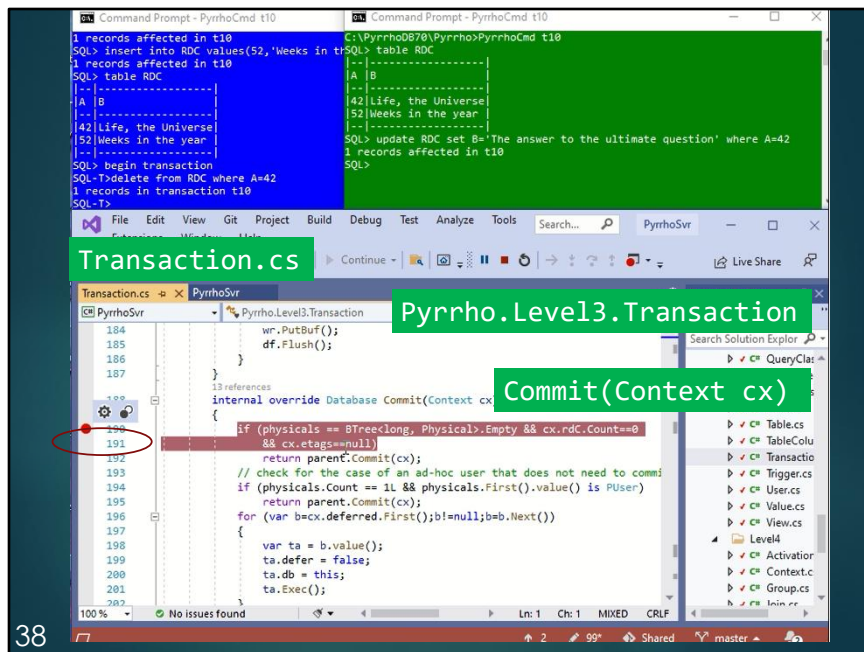 Command Prompt - PyrrhoCmd t10
1 records affected in t10
SQL> insert into RDC values(52,'Weeks in th
1 records affected in t10
SQL> table RDC
|--|------------------|
|A |B                 |
|--|------------------|
|42|Life, the Universe|
|52|Weeks in the year |
|--|------------------|
SQL> begin transaction
SQL-T>delete from RDC where A=42
1 records in transaction t10
SQL-T>
Command Prompt - PyrrhoCmd t10
C:\PyrrhoDB70\Pyrrho>PyrrhoCmd t10
SQL> table RDC
|--|------------------|
|A |B                 |
|--|------------------|
|42|Life, the Universe|
|52|Weeks in the year |
|--|------------------|
SQL> update RDC set B='The answer to the ultimate question' where A=42
1 records affected in t10
SQL>
File Edit View Git Project Build Debug Test Analyze Tools Search... PyrrhoSvr
Transaction.cs
Continue
Live Share
Transaction.cs PyrrhoSvr
PyrrhoSvr Pyrrho.Level3.Transaction
Pyrrho.Level3.Transaction
Search Solution Explor
184 wr.PutBuf();
185 df.Flush();
186 }
187 }
13 references
internal override Database Commit(Context cx)
Commit(Context cx)
{
190 if (physicals == BTree<long, Physical>.Empty && cx.rdC.Count==0
191 && cx.etags==null)
192 return parent.Commit(cx);
193 // check for the case of an ad-hoc user that does not need to commi
194 if (physicals.Count == 1L && physicals.First().value() is PUser)
195 return parent.Commit(cx);
196 for (var b=cx.deferred.First();b!=null;b=b.Next())
197 {
198 var ta = b.value();
199 ta.defer = false;
200 ta.db = this;
201 ta.Exec();
202 }
C# QueryClas
C# Table.cs
C# TableColu
C# Transactio
C# Trigger.cs
C# User.cs
C# Value.cs
C# View.cs
Level4
C# Activation
C# Context.c
C# Group.cs
C# Join.cs
100 % No issues found Ln: 1 Ch: 1 MIXED CRLF
2 99* Shared master
38